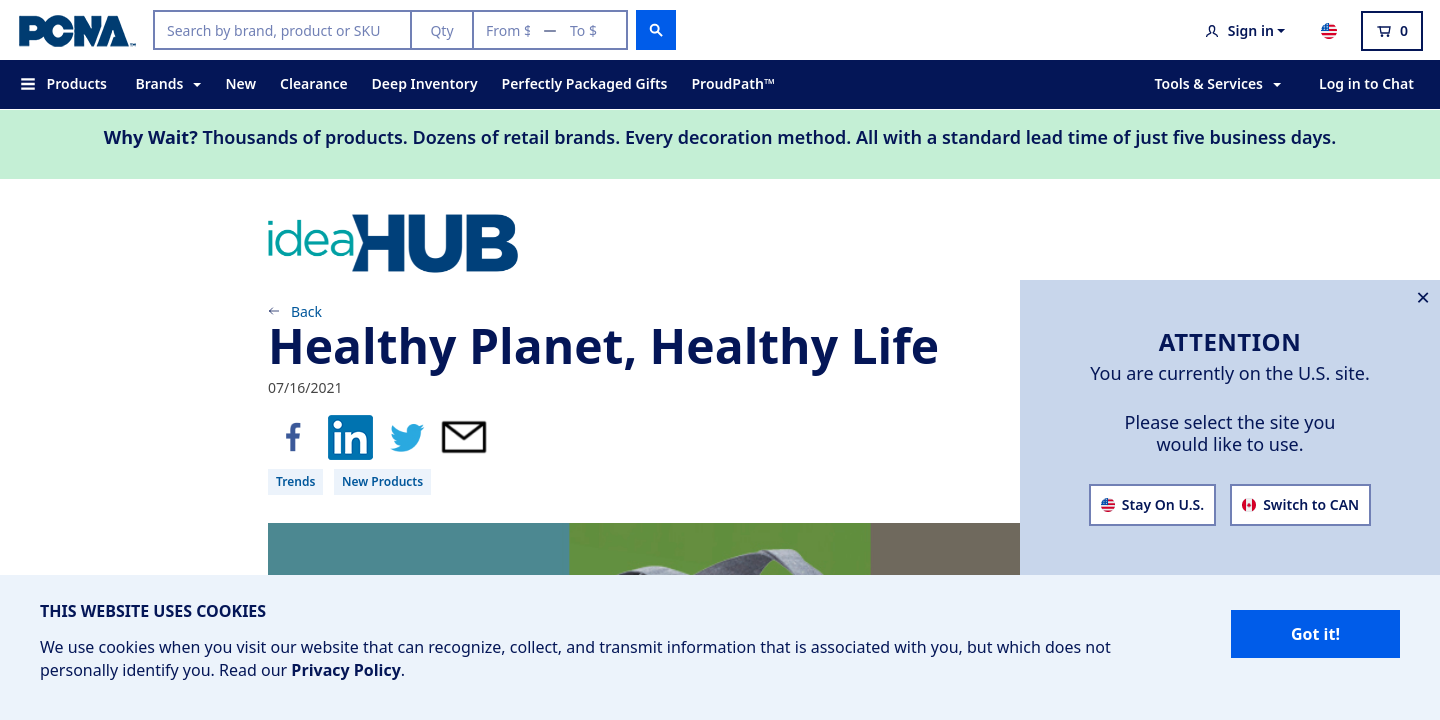 PCNA™
Search by brand, product or SKU
Qty
From $ — To $
Sign in
0
Products
Brands
New
Clearance
Deep Inventory
Perfectly Packaged Gifts
ProudPath™
Tools & Services
Log in to Chat
Why Wait? Thousands of products. Dozens of retail brands. Every decoration method. All with a standard lead time of just five business days.
ideaHUB
Back
Healthy Planet, Healthy Life
07/16/2021
Trends
New Products
ATTENTION
You are currently on the U.S. site.
Please select the site you
would like to use.
Stay On U.S.
Switch to CAN
THIS WEBSITE USES COOKIES
We use cookies when you visit our website that can recognize, collect, and transmit information that is associated with you, but which does not
personally identify you. Read our Privacy Policy.
Got it!